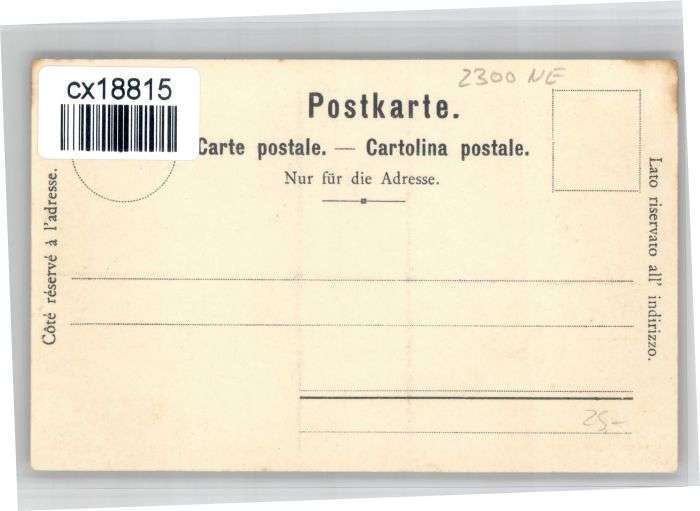 cx18815
2300 NE
Postkarte.
Carte postale. — Cartolina postale.
Nur für die Adresse.
Côté réservé à l'adresse.
Lato riservato all' indirizzo.
25.-